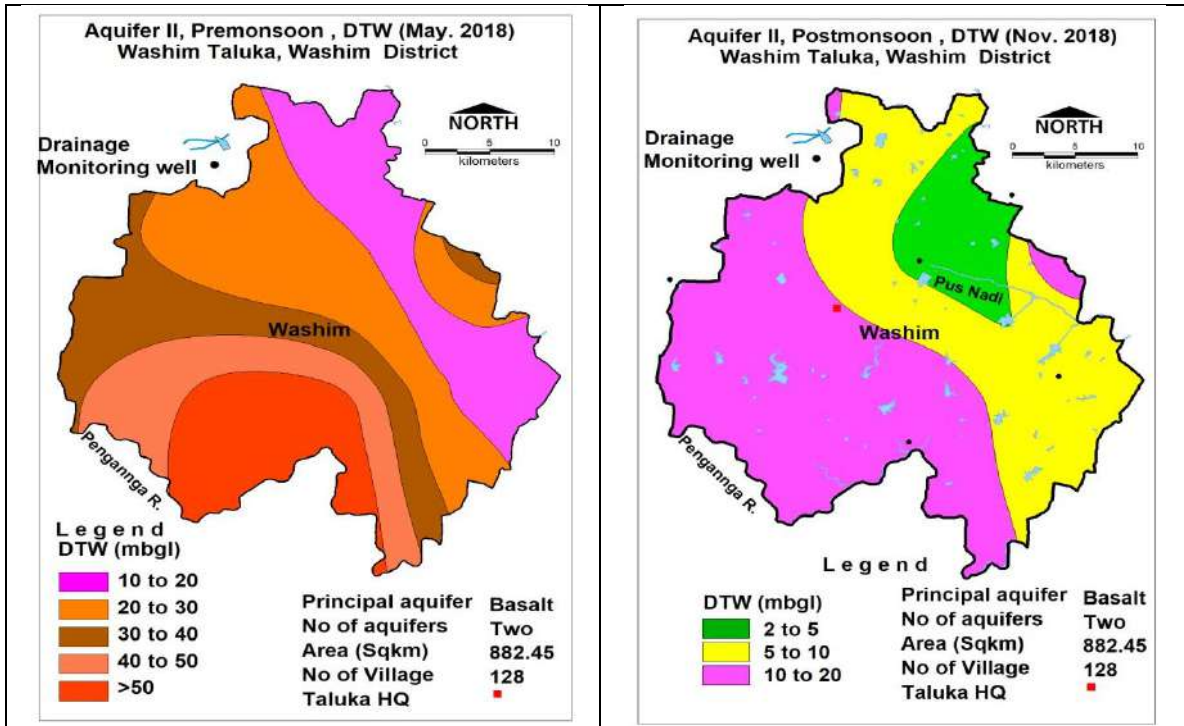 Aquifer II, Premonsoon , DTW (May. 2018)
Washim Taluka, Washim District
NORTH
0 5 10
kilometers
Drainage
Monitoring well
Washim
Pengannga R.
L e g e n d
DTW (mbgl)
10 to 20
20 to 30
30 to 40
40 to 50
>50
Principal aquifer Basalt
No of aquifers Two
Area (Sqkm) 882.45
No of Village 128
Taluka HQ
Aquifer II, Postmonsoon , DTW (Nov. 2018)
Washim Taluka, Washim District
NORTH
0 5 10
kilometers
Drainage
Monitoring well
Pus Nadi
Washim
Pengannga R.
L e g e n d
DTW (mbgl)
2 to 5
5 to 10
10 to 20
Principal aquifer Basalt
No of aquifers Two
Area (Sqkm) 882.45
No of Village 128
Taluka HQ